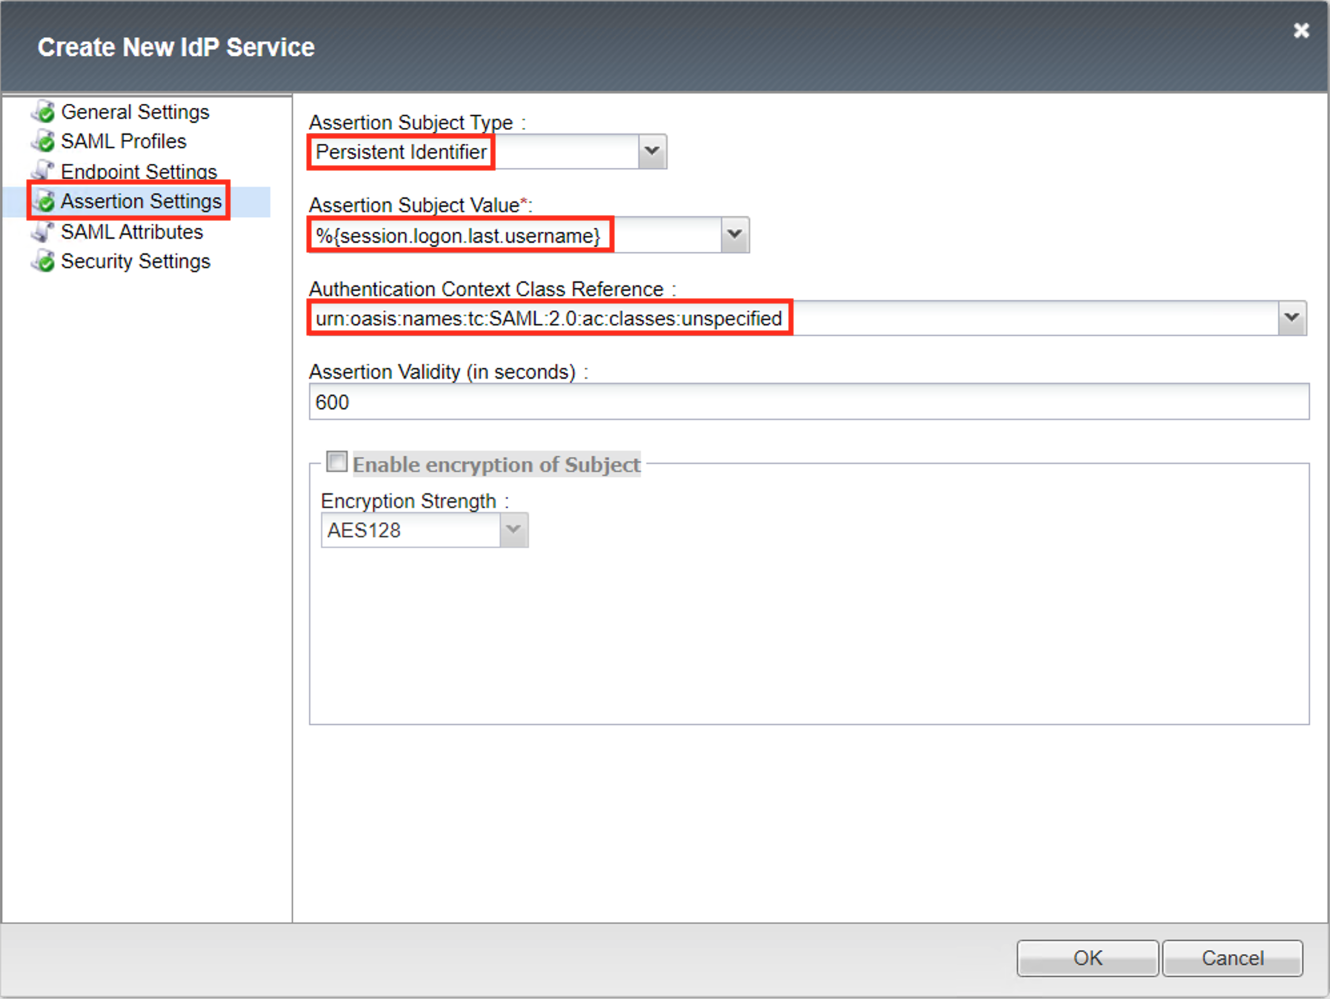 Create New IdP Service
General Settings
SAML Profiles
Endpoint Settings
Assertion Settings
SAML Attributes
Security Settings
Assertion Subject Type :
Persistent Identifier
Assertion Subject Value*:
%{session.logon.last.username}
Authentication Context Class Reference :
urn:oasis:names:tc:SAML:2.0:ac:classes:unspecified
Assertion Validity (in seconds) :
600
Enable encryption of Subject
Encryption Strength :
AES128
OK
Cancel